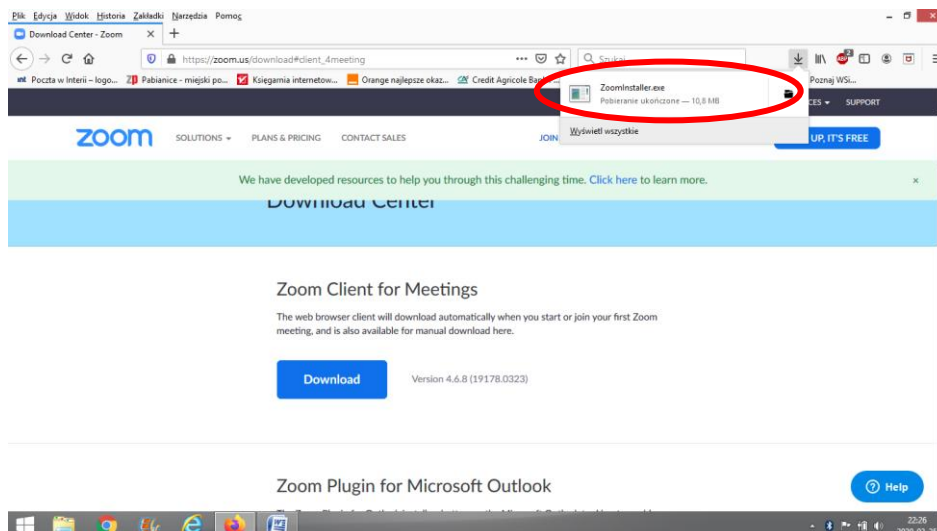 Plik Edycja Widok Historia Zakładki Narzędzia Pomoc
Download Center - Zoom
https://zoom.us/download#client_4meeting
Szukaj
Poczta w Interii – logo... Pabianice - miejski po... Księgarnia internetow... Orange najlepsze okaz... Credit Agricole Poznaj WSi...
ZoomInstaller.exe
Pobieranie ukończone — 10,8 MB
Wyświetl wszystkie
SUPPORT
zoom SOLUTIONS PLANS & PRICING CONTACT SALES JOIN UP, IT'S FREE
We have developed resources to help you through this challenging time. Click here to learn more.
Download Center
Zoom Client for Meetings
The web browser client will download automatically when you start or join your first Zoom
meeting, and is also available for manual download here.
Download Version 4.6.8 (19178.0323)
Zoom Plugin for Microsoft Outlook
Help
22:26